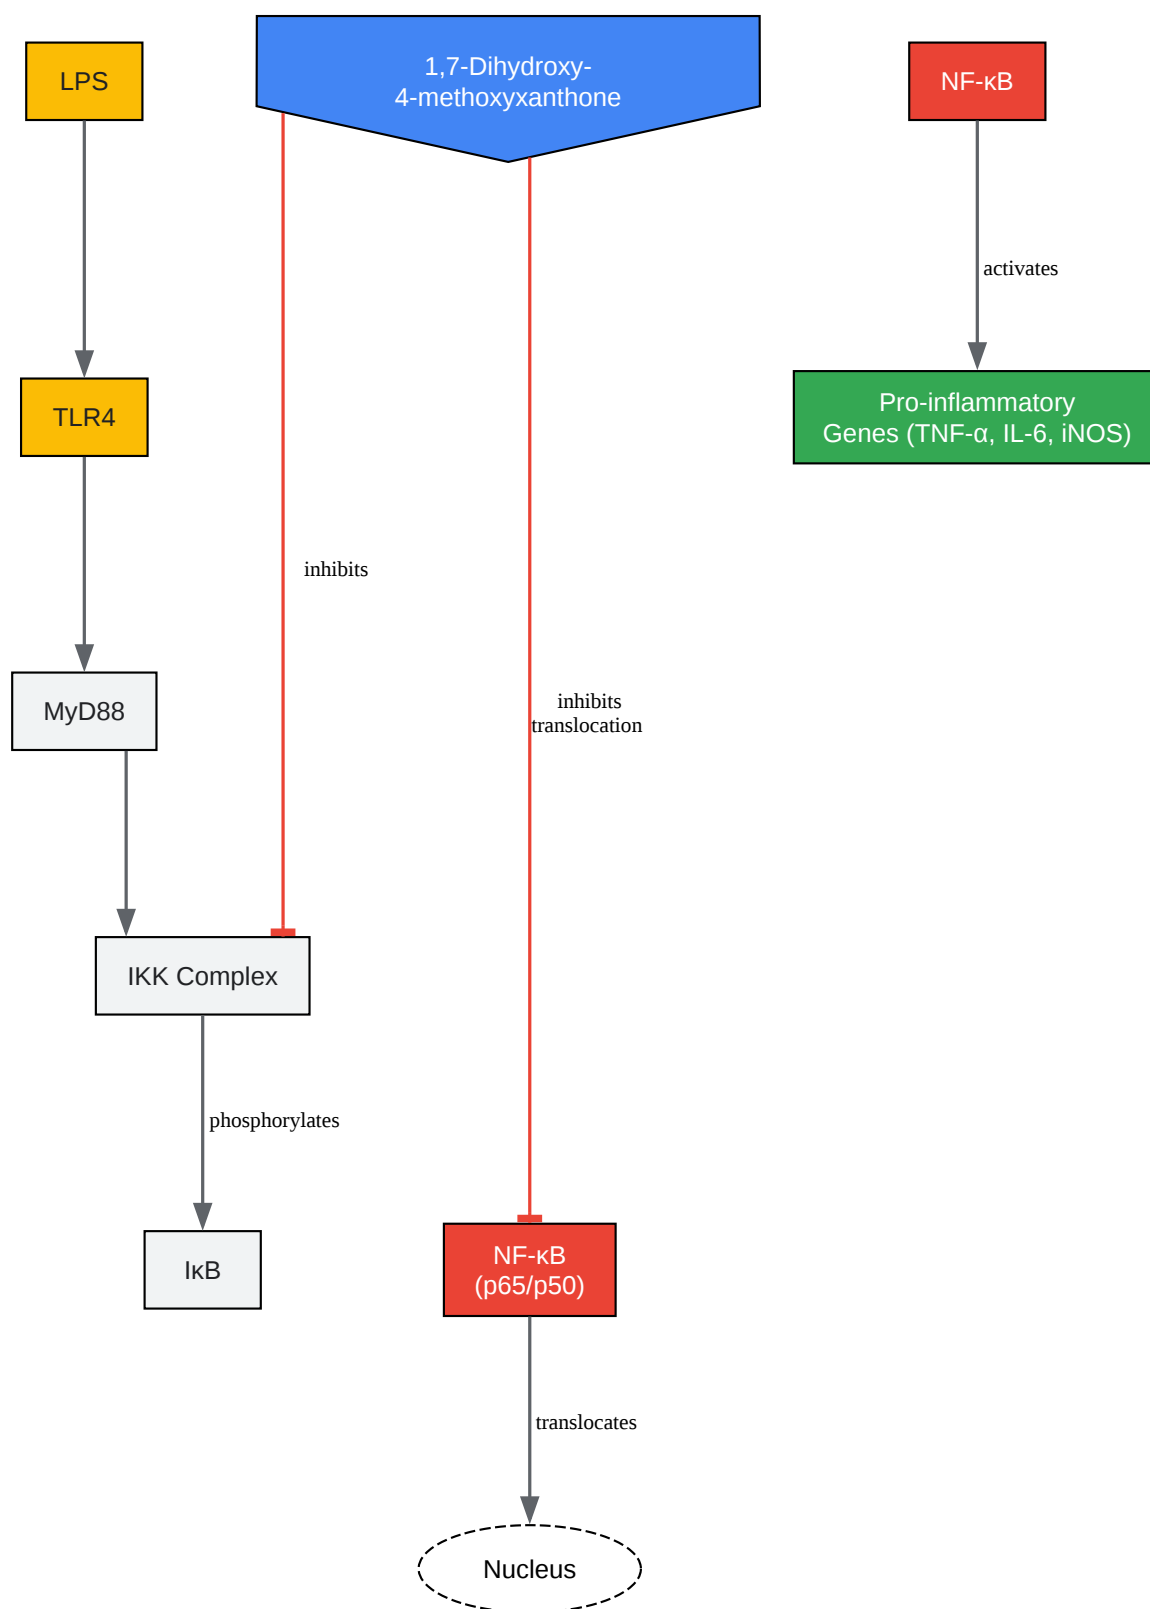 LPS
1,7-Dihydroxy-
4-methoxyxanthone
NF-κB
activates
TLR4
Pro-inflammatory
Genes (TNF-α, IL-6, iNOS)
inhibits
MyD88
inhibits
translocation
IKK Complex
phosphorylates
IκB
NF-κB
(p65/p50)
translocates
Nucleus